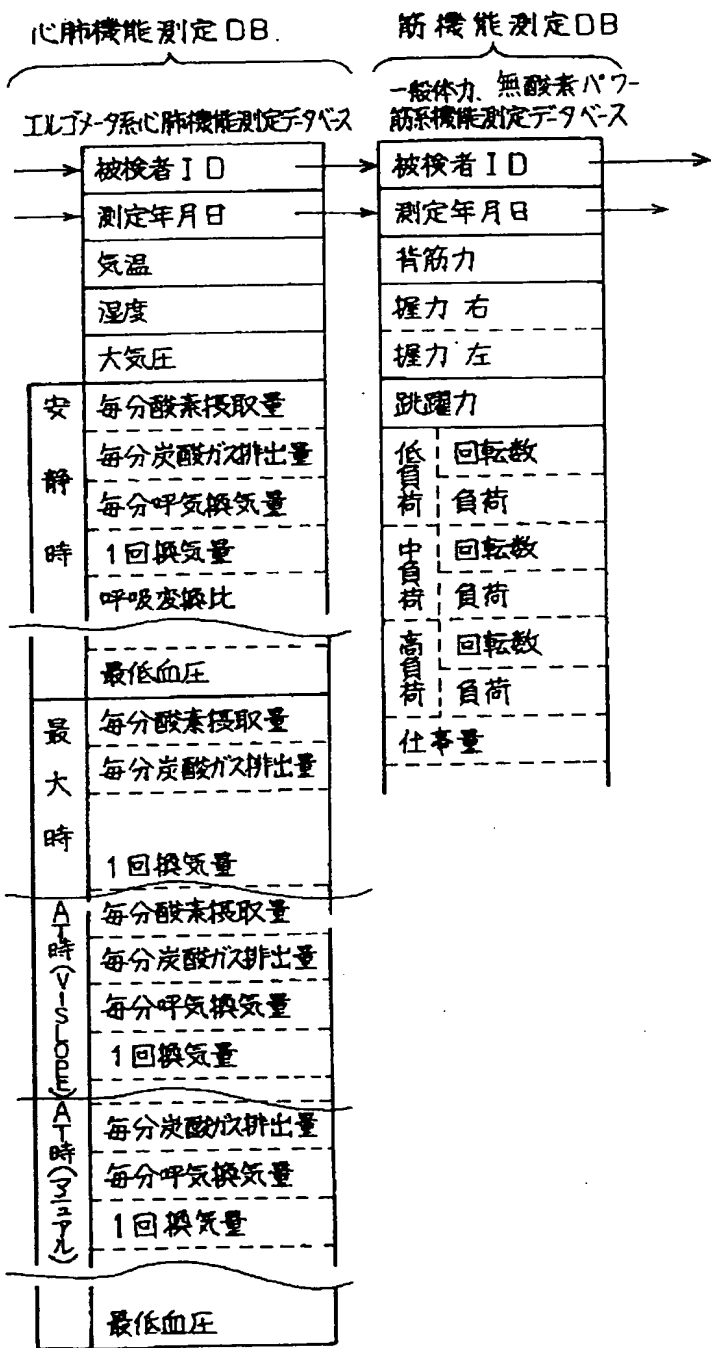 心肺機能測定DB.
エルゴメータ系心肺機能測定データベース
被検者ID
測定年月日
気温
湿度
大気圧
安静時
毎分酸素摂取量
毎分炭酸ガス排出量
毎分呼気換気量
1回換気量
呼吸変換比
最低血圧
最大時
毎分酸素摂取量
毎分炭酸ガス排出量
1回換気量
AT時(VISLOPE)
毎分酸素摂取量
毎分炭酸ガス排出量
毎分呼気換気量
1回換気量
AT時(マニュアル)
毎分炭酸ガス排出量
毎分呼気換気量
1回換気量
最低血圧
筋機能測定DB
一般体力、無酸素パワー
筋系機能測定データベース
被検者ID
測定年月日
背筋力
握力 右
握力 左
跳躍力
低負荷
回転数
負荷
中負荷
回転数
負荷
高負荷
回転数
負荷
仕事量